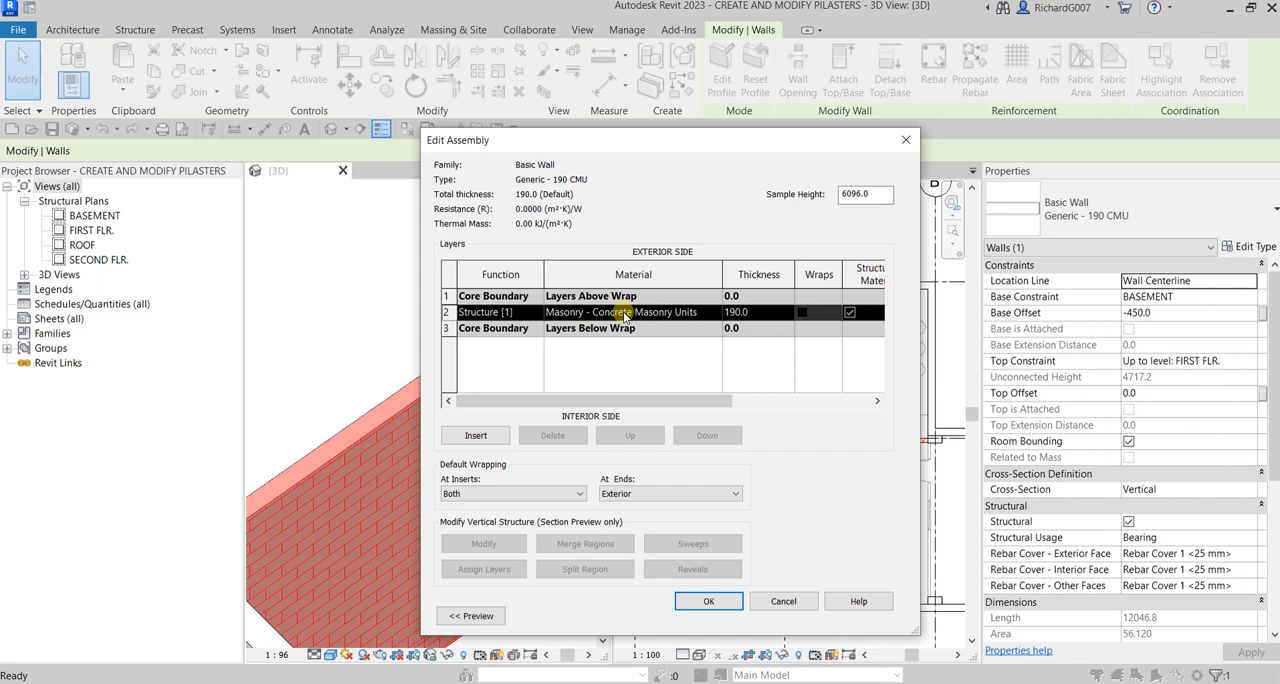 Autodesk Revit 2023 - CREATE AND MODIFY PILASTERS - 3D View: {3D}
RichardG007
File Architecture Structure Precast Systems Insert Annotate Analyze Massing & Site Collaborate View Manage Add-Ins Modify | Walls
Modify Paste Notch Cut Join Activate
Edit Profile Reset Profile Wall Opening Attach Top/Base Detach Top/Base Rebar Propagate Rebar Area Path Fabric Area Fabric Sheet Highlight Association Remove Association
Select Properties Clipboard Geometry Controls Modify View Measure Create Mode Modify Wall Reinforcement Coordination
Modify | Walls
Project Browser - CREATE AND MODIFY PILASTERS
Views (all)
Structural Plans
BASEMENT
FIRST FLR.
ROOF
SECOND FLR.
3D Views
Legends
Schedules/Quantities (all)
Sheets (all)
Families
Groups
Revit Links
{3D}
Edit Assembly
Family: Basic Wall
Type: Generic - 190 CMU
Total thickness: 190.0 (Default)
Sample Height: 6096.0
Resistance (R): 0.0000 (m²·K)/W
Thermal Mass: 0.00 kJ/(m²·K)
Layers
EXTERIOR SIDE
Function Material Thickness Wraps Structu Mater
1 Core Boundary Layers Above Wrap 0.0
2 Structure [1] Masonry - Concrete Masonry Units 190.0
3 Core Boundary Layers Below Wrap 0.0
INTERIOR SIDE
Insert Delete Up Down
Default Wrapping
At Inserts: At Ends:
Both Exterior
Modify Vertical Structure (Section Preview only)
Modify Merge Regions Sweeps
Assign Layers Split Region Reveals
OK Cancel Help
<< Preview
Properties
Basic Wall
Generic - 190 CMU
Walls (1) Edit Type
Constraints
Location Line Wall Centerline
Base Constraint BASEMENT
Base Offset -450.0
Base is Attached
Base Extension Distance 0.0
Top Constraint Up to level: FIRST FLR.
Unconnected Height 4717.2
Top Offset 0.0
Top is Attached
Top Extension Distance 0.0
Room Bounding
Related to Mass
Cross-Section Definition
Cross-Section Vertical
Structural
Structural
Structural Usage Bearing
Rebar Cover - Exterior Face Rebar Cover 1 <25 mm>
Rebar Cover - Interior Face Rebar Cover 1 <25 mm>
Rebar Cover - Other Faces Rebar Cover 1 <25 mm>
Dimensions
Length 12046.8
Area 56.120
Properties help Apply
1 : 96
1 : 100
Ready
:0
Main Model
:1